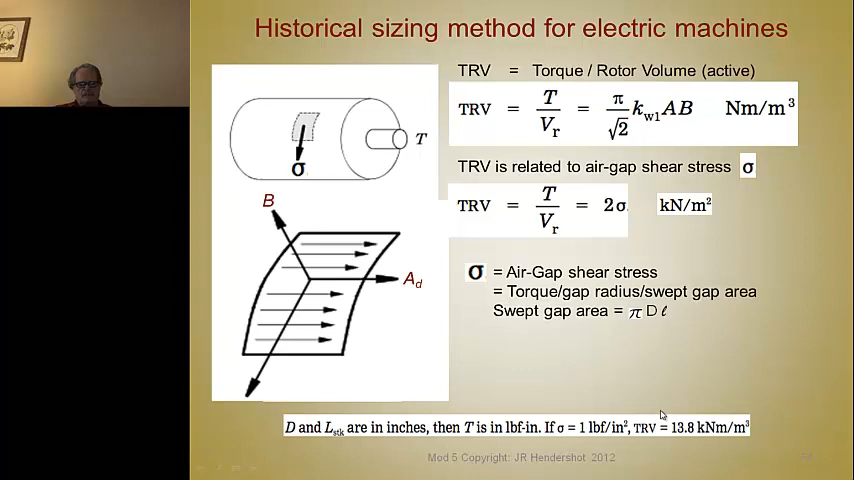 Historical sizing method for electric machines
TRV = Torque / Rotor Volume (active)
TRV = T/Vr = π/√2 kw1AB Nm/m³
TRV is related to air-gap shear stress σ
TRV = T/Vr = 2σ. kN/m²
σ = Air-Gap shear stress
= Torque/gap radius/swept gap area
Swept gap area = π D ℓ
T
σ
B
Ad
D and Lstk are in inches, then T is in lbf-in. If σ = 1 lbf/in², TRV = 13.8 kNm/m³
Mod 5 Copyright: JR Hendershot 2012